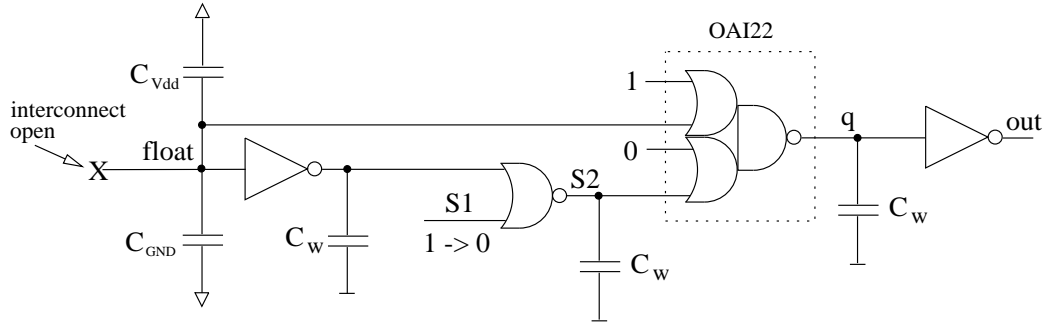 OAI22
C_Vdd
interconnect
open
X
float
1
0
q
out
S1
S2
1 -> 0
C_GND
C_W
C_W
C_W